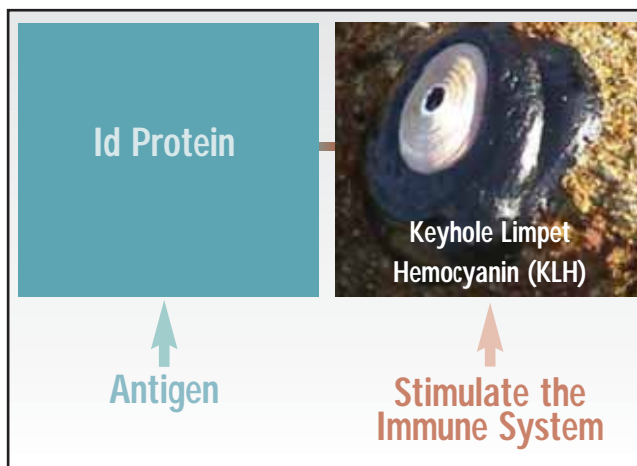 Id Protein
Keyhole Limpet
Hemocyanin (KLH)
Antigen
Stimulate the
Immune System